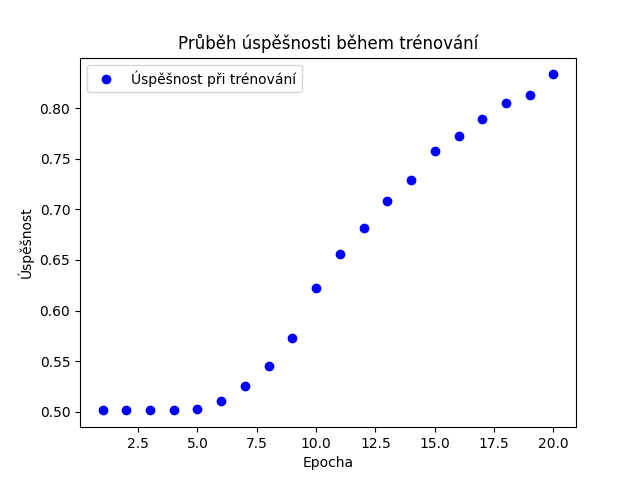 Průběh úspěšnosti během trénování
Úspěšnost při trénování
Úspěšnost
0.80
0.75
0.70
0.65
0.60
0.55
0.50
2.5 5.0 7.5 10.0 12.5 15.0 17.5 20.0
Epocha